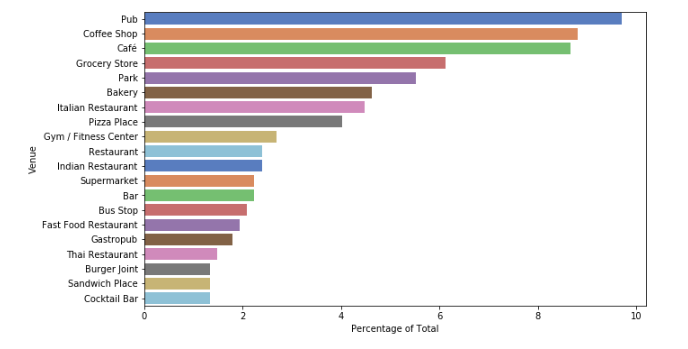 Pub
Coffee Shop
Café
Grocery Store
Park
Bakery
Italian Restaurant
Pizza Place
Gym / Fitness Center
Restaurant
Indian Restaurant
Supermarket
Bar
Bus Stop
Fast Food Restaurant
Gastropub
Thai Restaurant
Burger Joint
Sandwich Place
Cocktail Bar
Venue
0 2 4 6 8 10
Percentage of Total